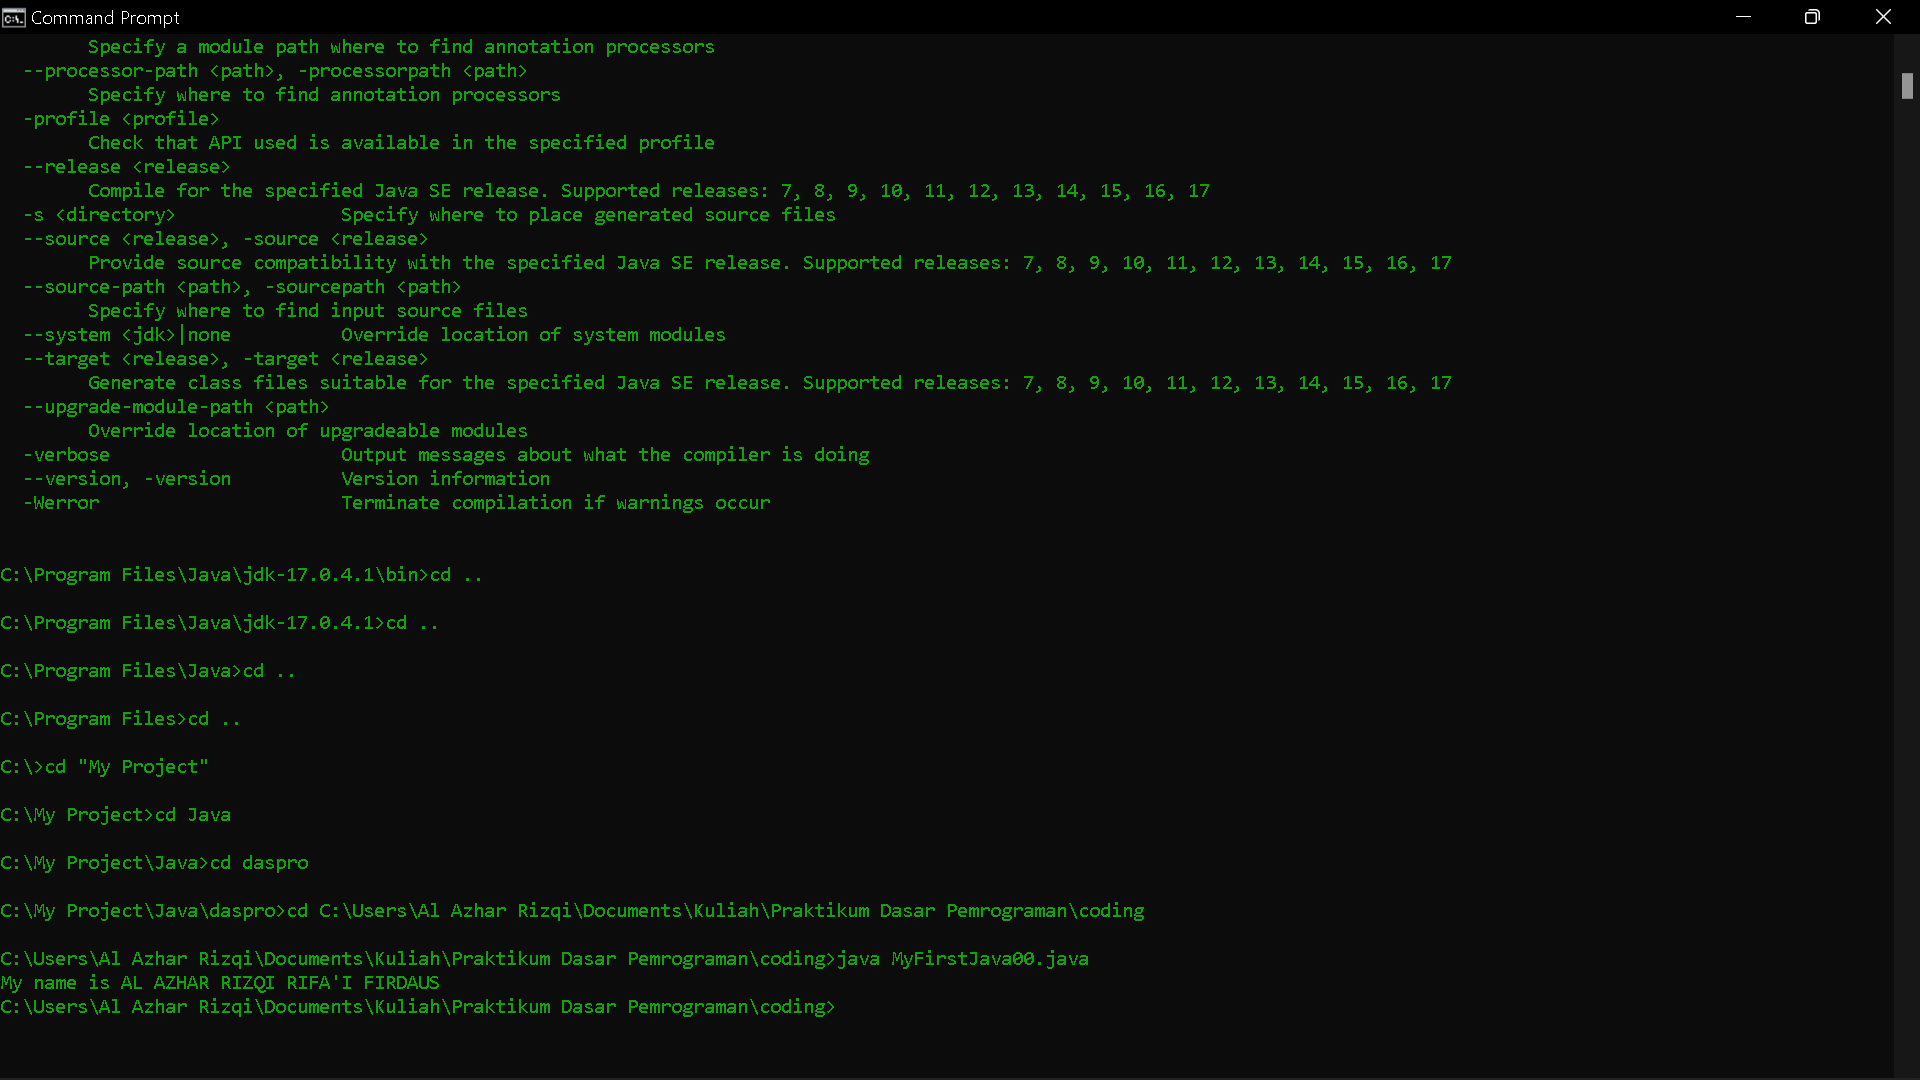 Command Prompt
Specify a module path where to find annotation processors
--processor-path <path>, -processorpath <path>
Specify where to find annotation processors
-profile <profile>
Check that API used is available in the specified profile
--release <release>
Compile for the specified Java SE release. Supported releases: 7, 8, 9, 10, 11, 12, 13, 14, 15, 16, 17
-s <directory> Specify where to place generated source files
--source <release>, -source <release>
Provide source compatibility with the specified Java SE release. Supported releases: 7, 8, 9, 10, 11, 12, 13, 14, 15, 16, 17
--source-path <path>, -sourcepath <path>
Specify where to find input source files
--system <jdk>|none Override location of system modules
--target <release>, -target <release>
Generate class files suitable for the specified Java SE release. Supported releases: 7, 8, 9, 10, 11, 12, 13, 14, 15, 16, 17
--upgrade-module-path <path>
Override location of upgradeable modules
-verbose Output messages about what the compiler is doing
--version, -version Version information
-Werror Terminate compilation if warnings occur
C:\Program Files\Java\jdk-17.0.4.1\bin>cd ..
C:\Program Files\Java\jdk-17.0.4.1>cd ..
C:\Program Files\Java>cd ..
C:\Program Files>cd ..
C:\>cd "My Project"
C:\My Project>cd Java
C:\My Project\Java>cd daspro
C:\My Project\Java\daspro>cd C:\Users\Al Azhar Rizqi\Documents\Kuliah\Praktikum Dasar Pemrograman\coding
C:\Users\Al Azhar Rizqi\Documents\Kuliah\Praktikum Dasar Pemrograman\coding>java MyFirstJava00.java
My name is AL AZHAR RIZQI RIFA'I FIRDAUS
C:\Users\Al Azhar Rizqi\Documents\Kuliah\Praktikum Dasar Pemrograman\coding>